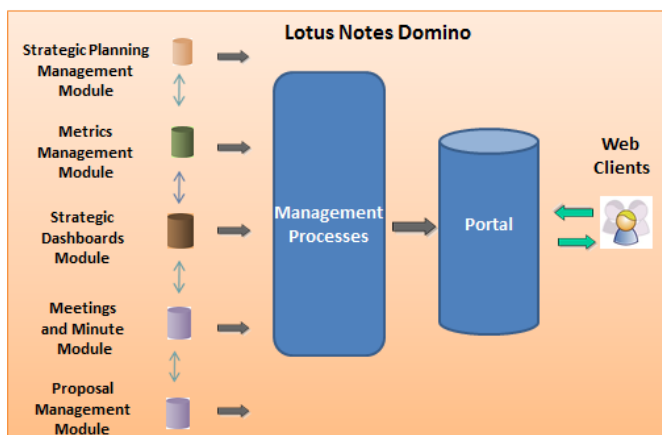 Lotus Notes Domino
Strategic Planning
Management
Module
Metrics
Management
Module
Strategic
Dashboards
Module
Meetings
and Minute
Module
Proposal
Management
Module
Management
Processes
Portal
Web
Clients